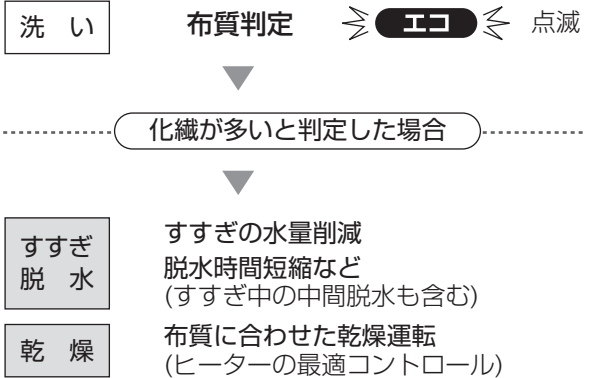 洗 い 布質判定 エコ 点滅
化繊が多いと判定した場合
すすぎ
脱 水
すすぎの水量削減
脱水時間短縮など
(すすぎ中の中間脱水も含む)
乾 燥
布質に合わせた乾燥運転
(ヒーターの最適コントロール)